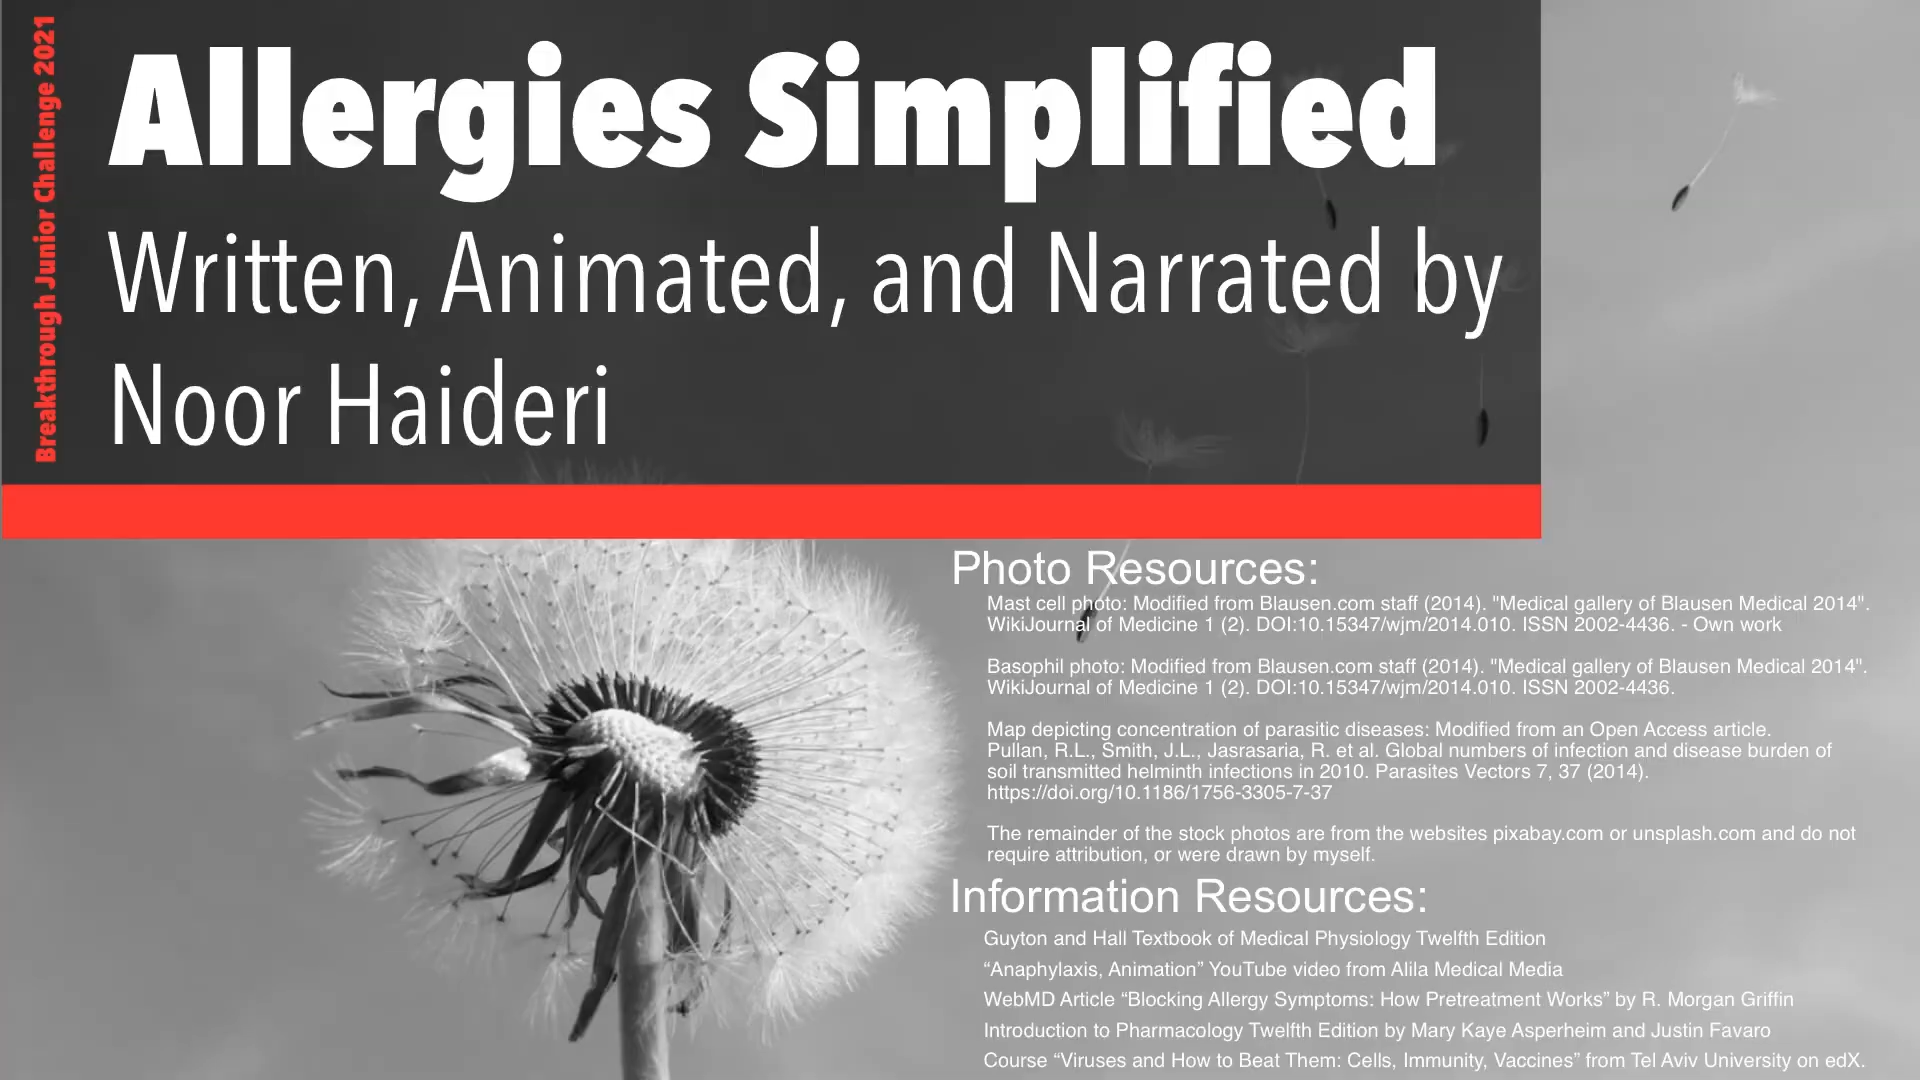 Breakthrough Junior Challenge 2021
Allergies Simplified
Written, Animated, and Narrated by
Noor Haideri
Photo Resources:
Mast cell photo: Modified from Blausen.com staff (2014). "Medical gallery of Blausen Medical 2014".
WikiJournal of Medicine 1 (2). DOI:10.15347/wjm/2014.010. ISSN 2002-4436. - Own work
Basophil photo: Modified from Blausen.com staff (2014). "Medical gallery of Blausen Medical 2014".
WikiJournal of Medicine 1 (2). DOI:10.15347/wjm/2014.010. ISSN 2002-4436.
Map depicting concentration of parasitic diseases: Modified from an Open Access article.
Pullan, R.L., Smith, J.L., Jasrasaria, R. et al. Global numbers of infection and disease burden of
soil transmitted helminth infections in 2010. Parasites Vectors 7, 37 (2014).
https://doi.org/10.1186/1756-3305-7-37
The remainder of the stock photos are from the websites pixabay.com or unsplash.com and do not
require attribution, or were drawn by myself.
Information Resources:
Guyton and Hall Textbook of Medical Physiology Twelfth Edition
“Anaphylaxis, Animation” YouTube video from Alila Medical Media
WebMD Article “Blocking Allergy Symptoms: How Pretreatment Works” by R. Morgan Griffin
Introduction to Pharmacology Twelfth Edition by Mary Kaye Asperheim and Justin Favaro
Course “Viruses and How to Beat Them: Cells, Immunity, Vaccines” from Tel Aviv University on edX.